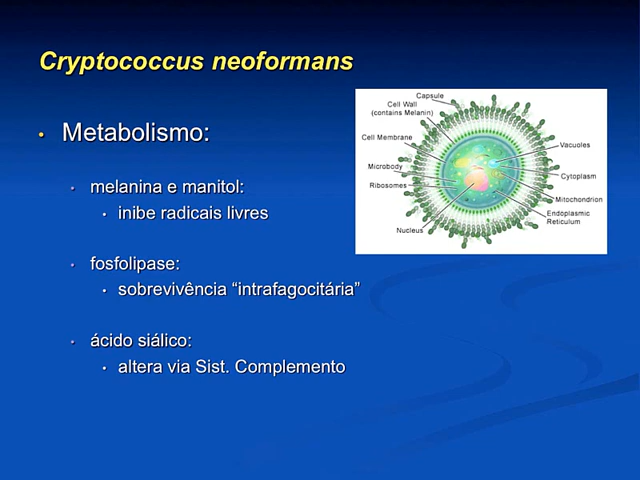 Cryptococcus neoformans
• Metabolismo:
• melanina e manitol:
• inibe radicais livres
• fosfolipase:
• sobrevivência “intrafagocitária”
• ácido siálico:
• altera via Sist. Complemento
Capsule
Cell Wall
(contains Melanin)
Cell Membrane
Microbody
Ribosomes
Nucleus
Vacuoles
Cytoplasm
Mitochondrion
Endoplasmic
Reticulum